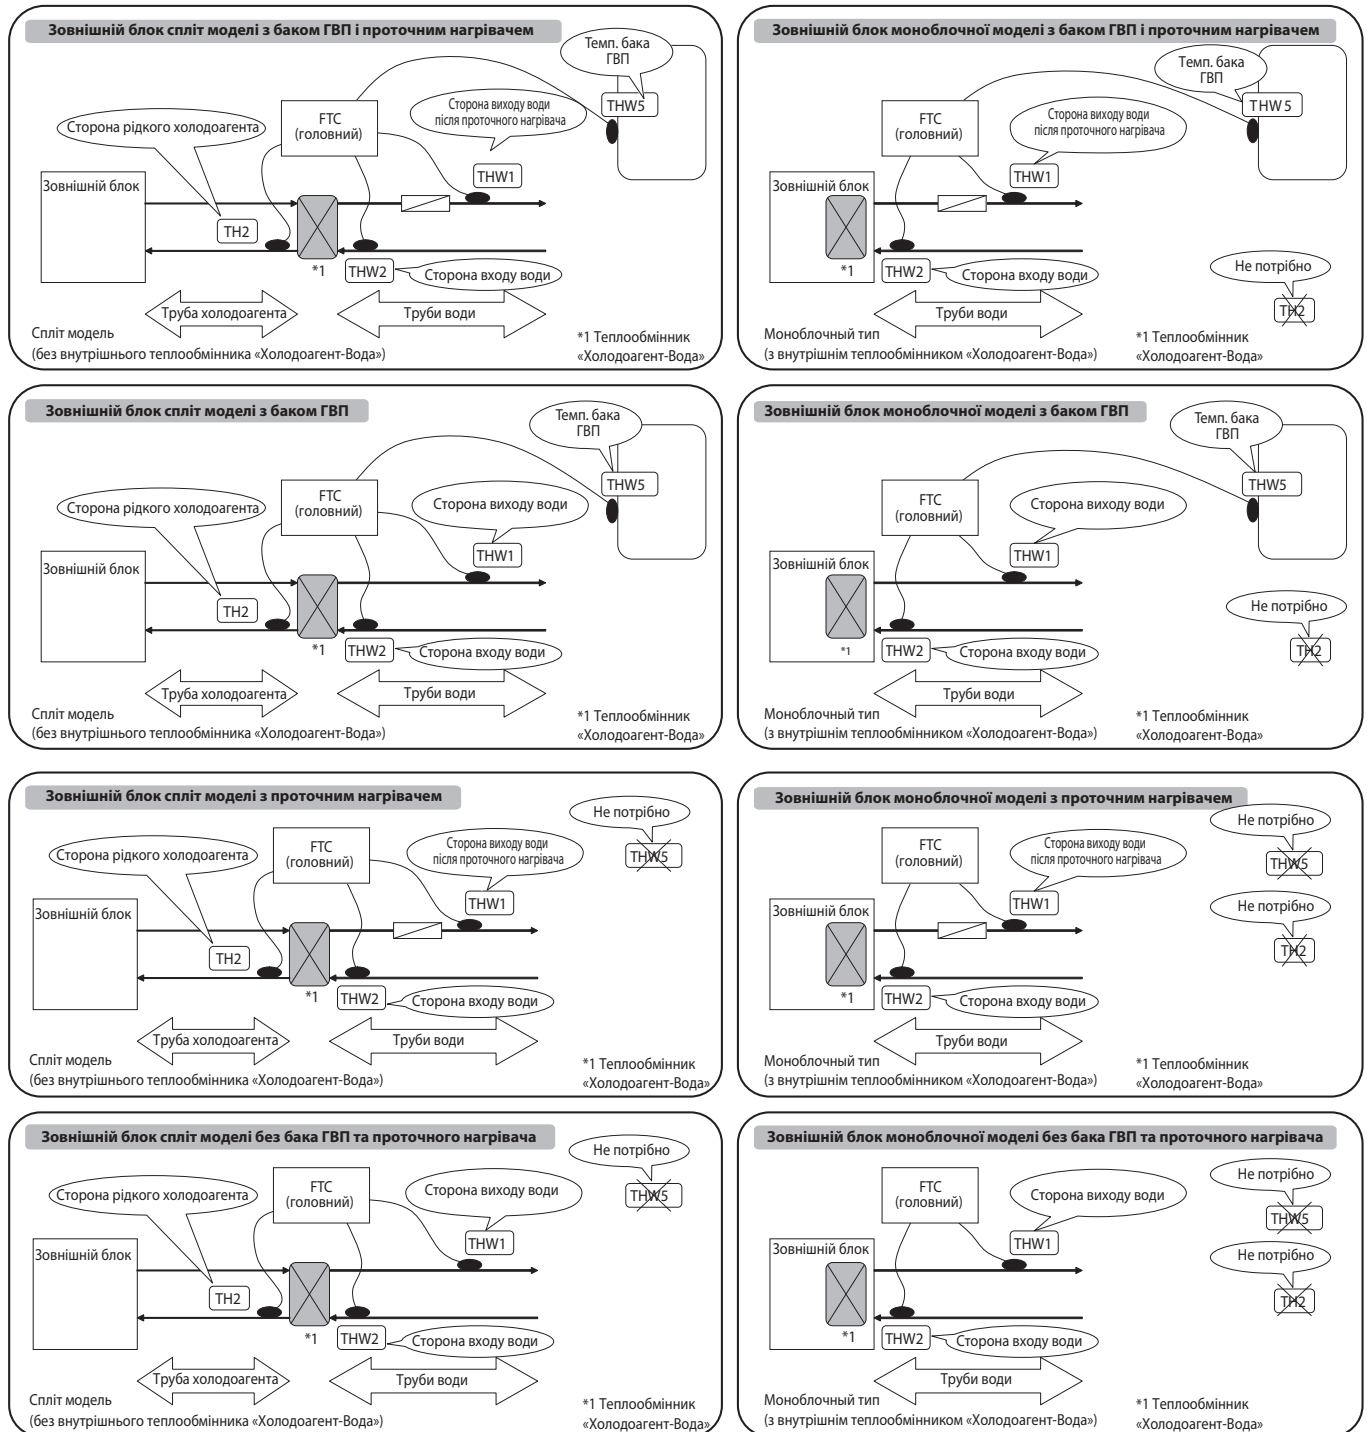 Зовнішній блок спліт моделі з баком ГВП і проточним нагрівачем
Темп. бака
ГВП
THW5
FTC
(головний)
Сторона виходу води
після проточного нагрівача
Сторона рідкого холодоагента
THW1
Зовнішній блок
TH2
*1
THW2
Сторона входу води
Труба холодоагента
Труби води
Спліт модель
(без внутрішнього теплообмінника «Холодоагент-Вода»)
*1 Теплообмінник
«Холодоагент-Вода»
Зовнішній блок моноблочної моделі з баком ГВП і проточним нагрівачем
Темп. бака
ГВП
THW 5
FTC
(головний)
Сторона виходу води
після проточного нагрівача
THW1
Зовнішній блок
*1
THW2
Сторона входу води
Не потрібно
TH2
Труби води
Моноблочный тип
(з внутрішнім теплообмінником «Холодоагент-Вода»)
*1 Теплообмінник
«Холодоагент-Вода»
Зовнішній блок спліт моделі з баком ГВП
Темп. бака
ГВП
THW5
FTC
(головний)
Сторона виходу води
Сторона рідкого холодоагента
THW1
Зовнішній блок
TH2
*1
THW2
Сторона входу води
Труба холодоагента
Труби води
Спліт модель
(без внутрішнього теплообмінника «Холодоагент-Вода»)
*1 Теплообмінник
«Холодоагент-Вода»
Зовнішній блок моноблочної моделі з баком ГВП
Темп. бака
ГВП
THW5
FTC
(головний)
Сторона виходу води
THW1
Зовнішній блок
*1
THW2
Сторона входу води
Не потрібно
TH2
Труби води
Моноблочный тип
(з внутрішнім теплообмінником «Холодоагент-Вода»)
*1 Теплообмінник
«Холодоагент-Вода»
Зовнішній блок спліт моделі з проточним нагрівачем
Не потрібно
THW5
FTC
(головний)
Сторона виходу води
після проточного нагрівача
Сторона рідкого холодоагента
THW1
Зовнішній блок
TH2
*1
THW2
Сторона входу води
Труба холодоагента
Труби води
Спліт модель
(без внутрішнього теплообмінника «Холодоагент-Вода»)
*1 Теплообмінник
«Холодоагент-Вода»
Зовнішній блок моноблочної моделі з проточним нагрівачем
Не потрібно
THW5
FTC
(головний)
Сторона виходу води
після проточного нагрівача
THW1
Зовнішній блок
Не потрібно
TH2
*1
THW2
Сторона входу води
Труби води
Моноблочный тип
(з внутрішнім теплообмінником «Холодоагент-Вода»)
*1 Теплообмінник
«Холодоагент-Вода»
Зовнішній блок спліт моделі без бака ГВП та проточного нагрівача
Не потрібно
THW5
FTC
(головний)
Сторона виходу води
Сторона рідкого холодоагента
THW1
Зовнішній блок
TH2
*1
THW2
Сторона входу води
Труба холодоагента
Труби води
Спліт модель
(без внутрішнього теплообмінника «Холодоагент-Вода»)
*1 Теплообмінник
«Холодоагент-Вода»
Зовнішній блок моноблочної моделі без бака ГВП та проточного нагрівача
Не потрібно
THW5
FTC
(головний)
Сторона виходу води
THW1
Зовнішній блок
Не потрібно
TH2
*1
THW2
Сторона входу води
Труби води
Моноблочный тип
(з внутрішнім теплообмінником «Холодоагент-Вода»)
*1 Теплообмінник
«Холодоагент-Вода»